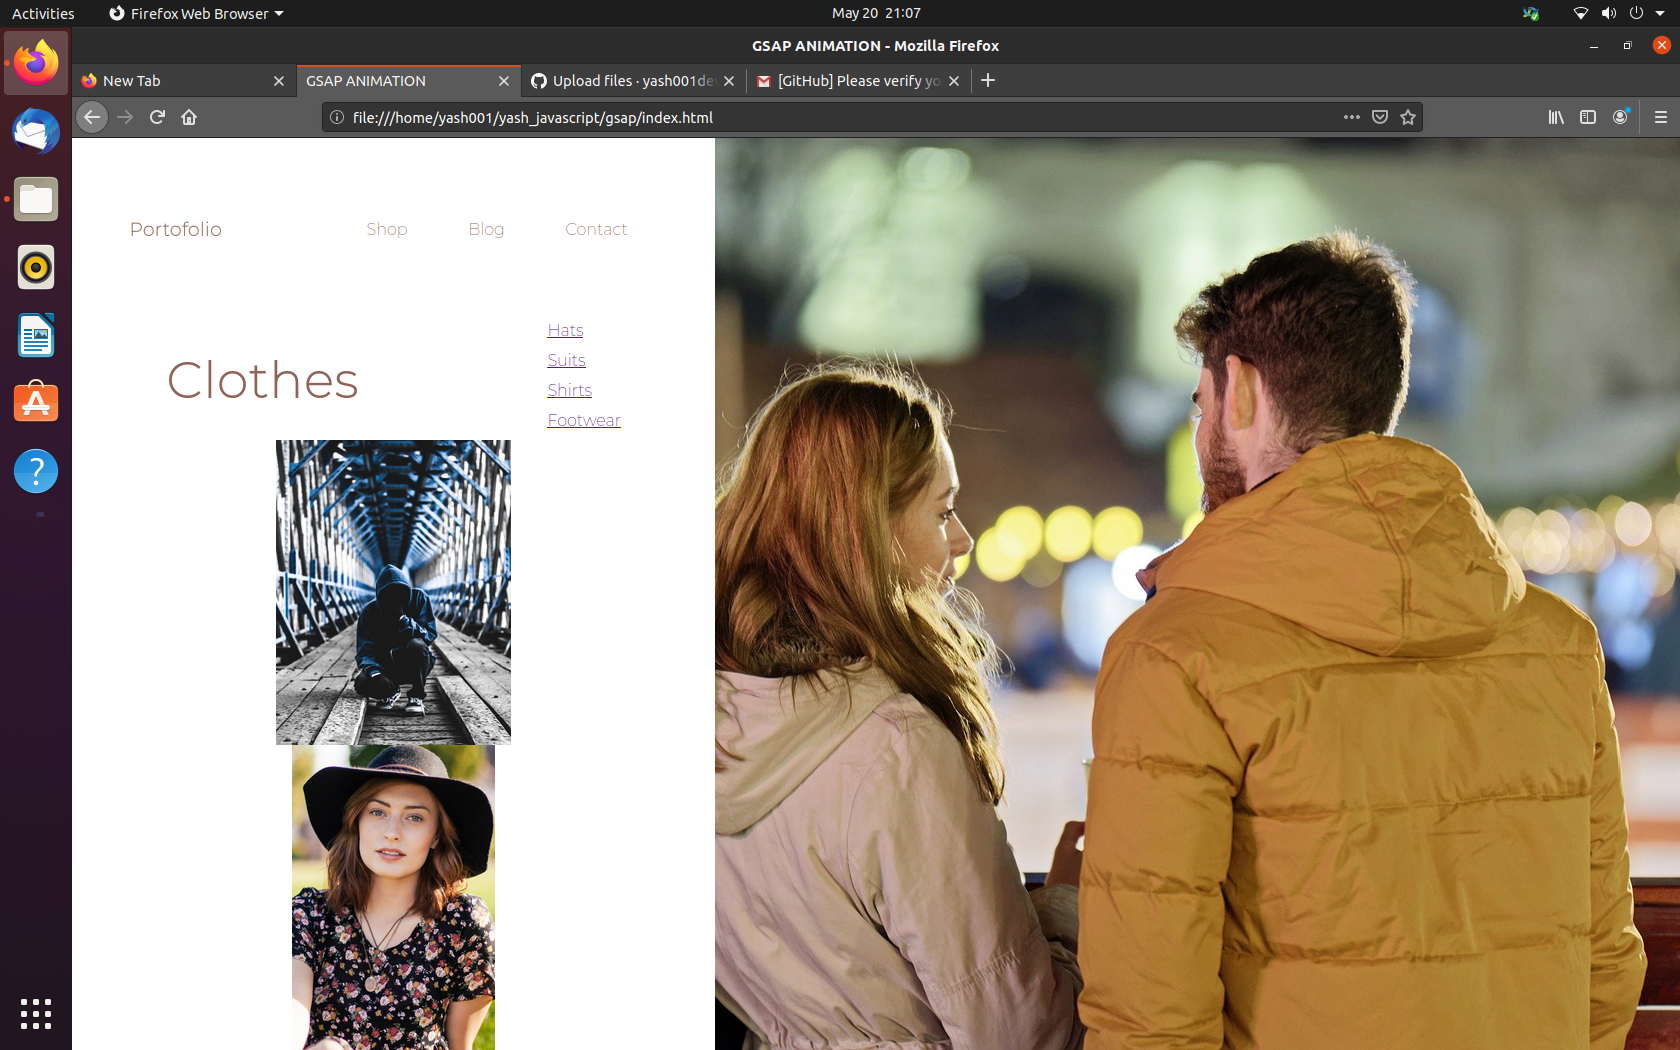 Activities
Firefox Web Browser
May 20 21:07
GSAP ANIMATION - Mozilla Firefox
New Tab
GSAP ANIMATION
Upload files · yash001de
[GitHub] Please verify yo
file:///home/yash001/yash_javascript/gsap/index.html
Portofolio
Shop
Blog
Contact
Clothes
Hats
Suits
Shirts
Footwear